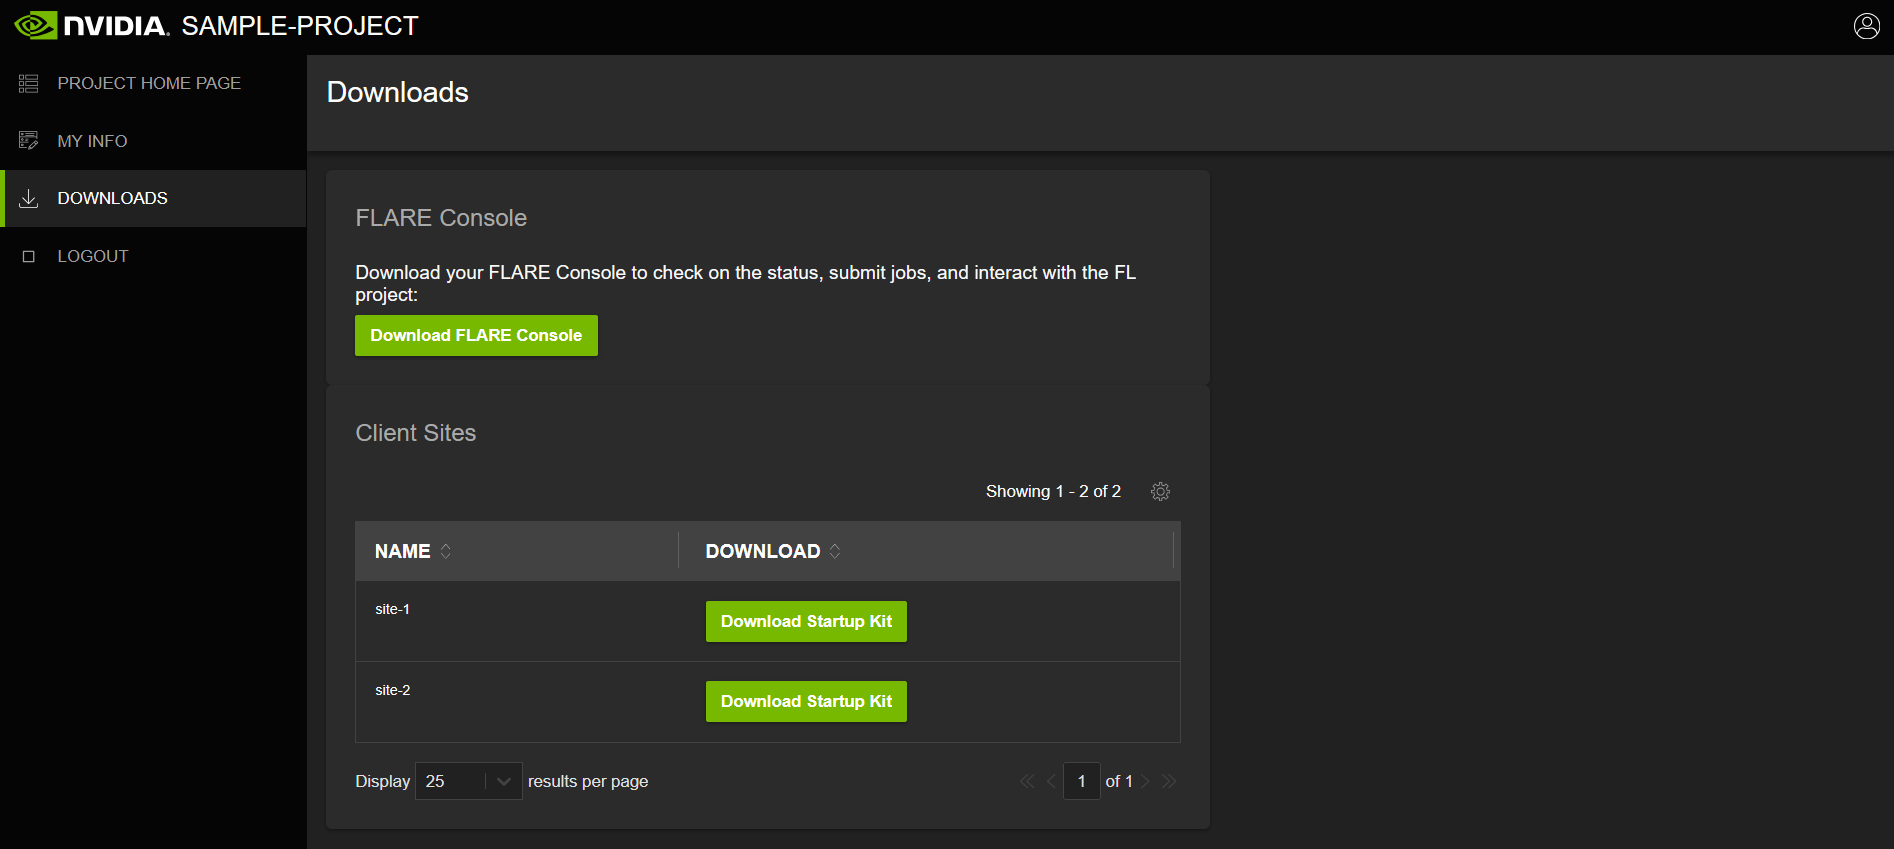 NVIDIA. SAMPLE-PROJECT
PROJECT HOME PAGE
MY INFO
DOWNLOADS
LOGOUT
Downloads
FLARE Console
Download your FLARE Console to check on the status, submit jobs, and interact with the FL
project:
Download FLARE Console
Client Sites
Showing 1 - 2 of 2
NAME DOWNLOAD
site-1 Download Startup Kit
site-2 Download Startup Kit
Display 25 results per page 1 of 1